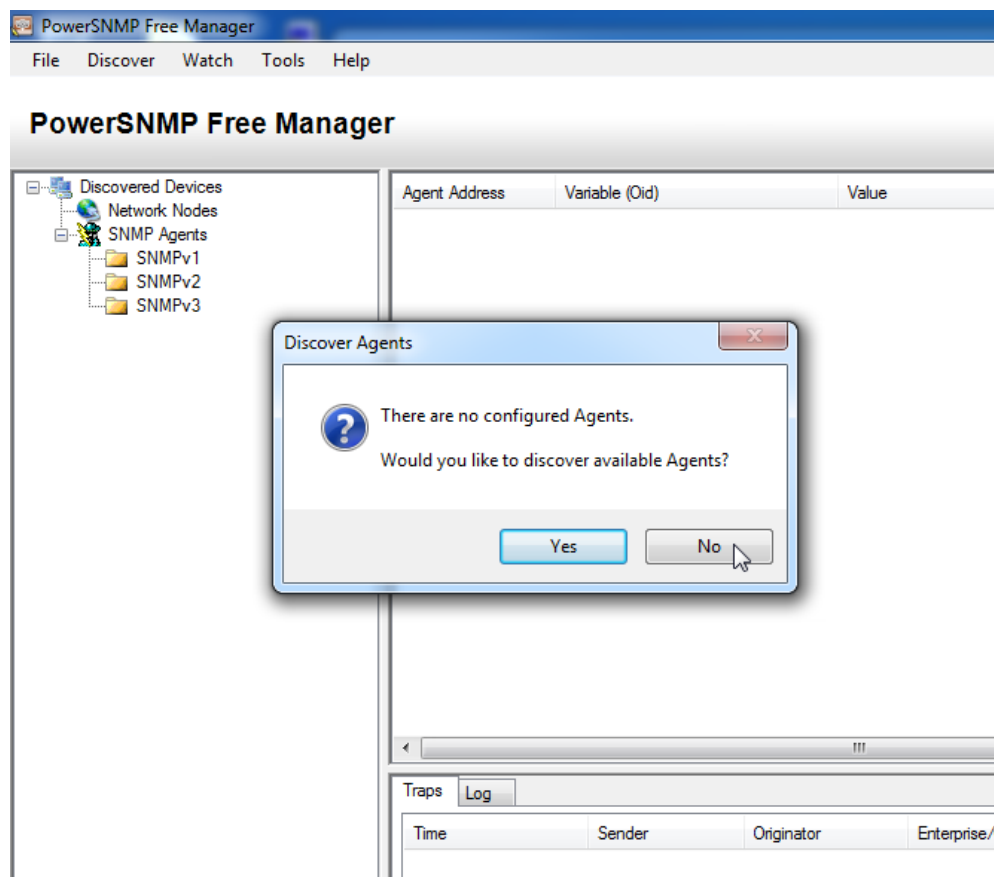 PowerSNMP Free Manager
File Discover Watch Tools Help
PowerSNMP Free Manager
Discovered Devices
Network Nodes
SNMP Agents
SNMPv1
SNMPv2
SNMPv3
Agent Address Variable (Oid) Value
Discover Agents
There are no configured Agents.
Would you like to discover available Agents?
Yes No
Traps Log
Time Sender Originator Enterprise/